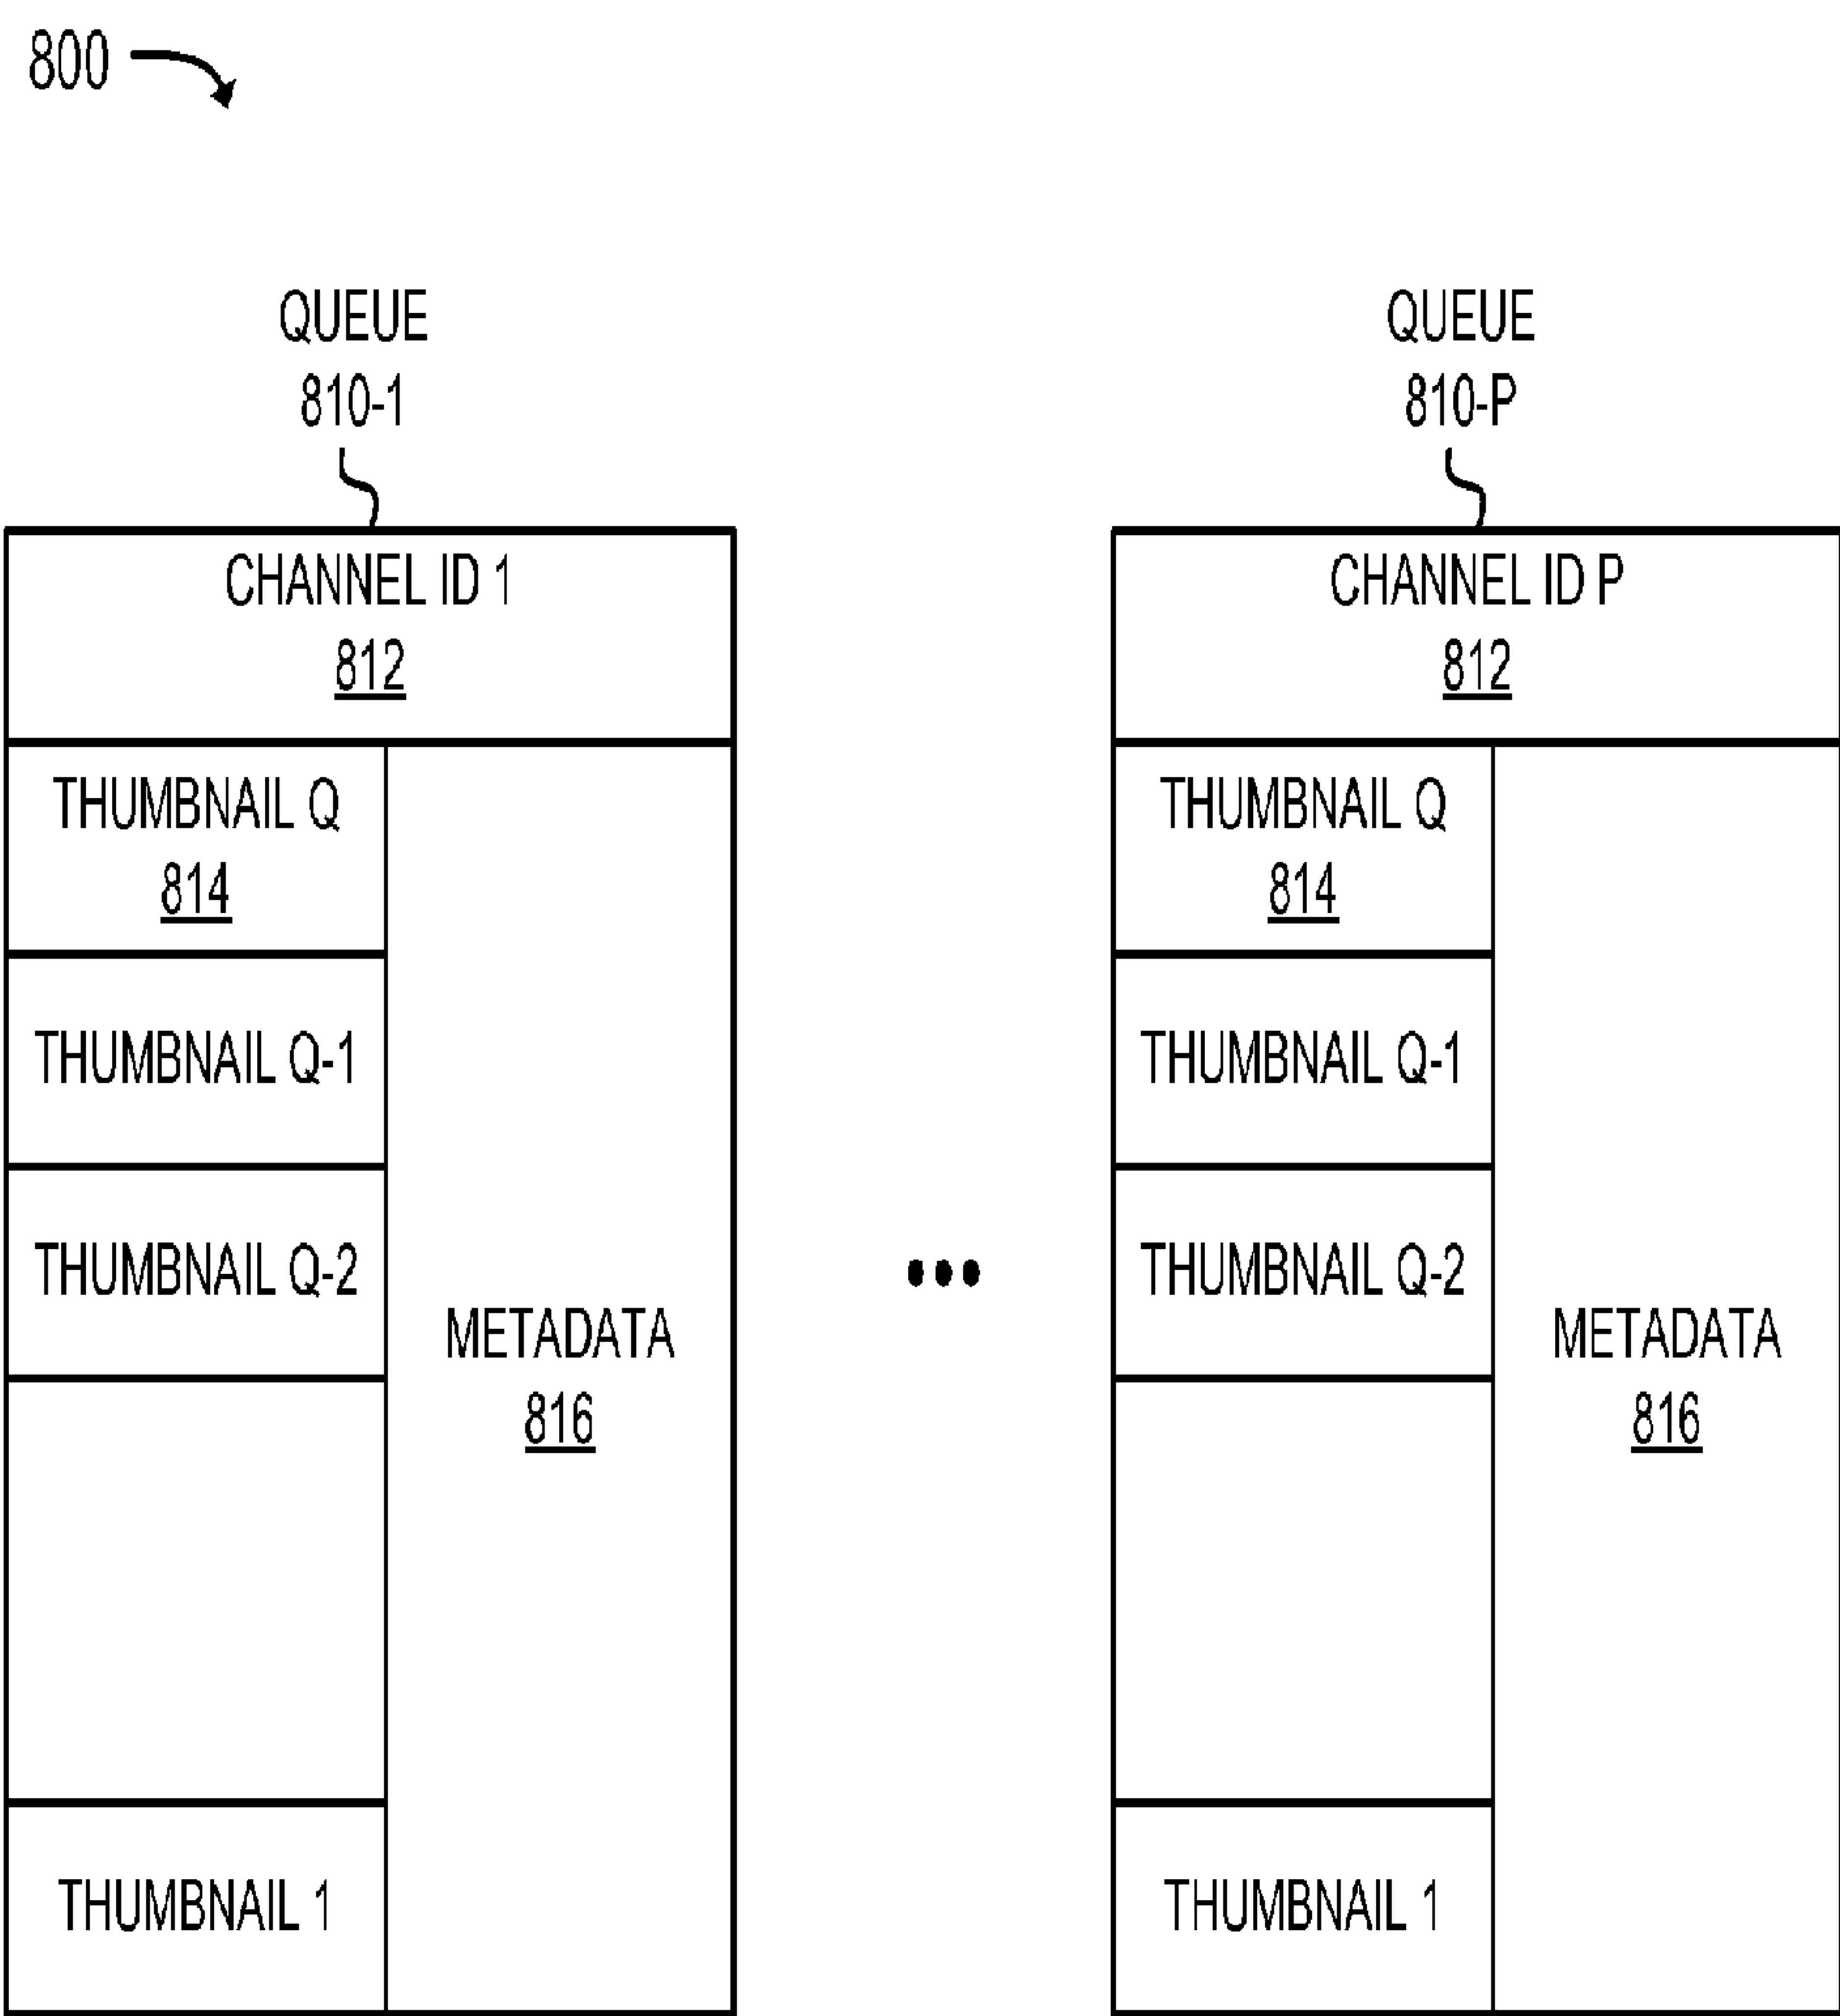 800
QUEUE
810-1
CHANNEL ID 1
812
THUMBNAIL Q
814
THUMBNAIL Q-1
THUMBNAIL Q-2
METADATA
816
THUMBNAIL 1
...
QUEUE
810-P
CHANNEL ID P
812
THUMBNAIL Q
814
THUMBNAIL Q-1
THUMBNAIL Q-2
METADATA
816
THUMBNAIL 1